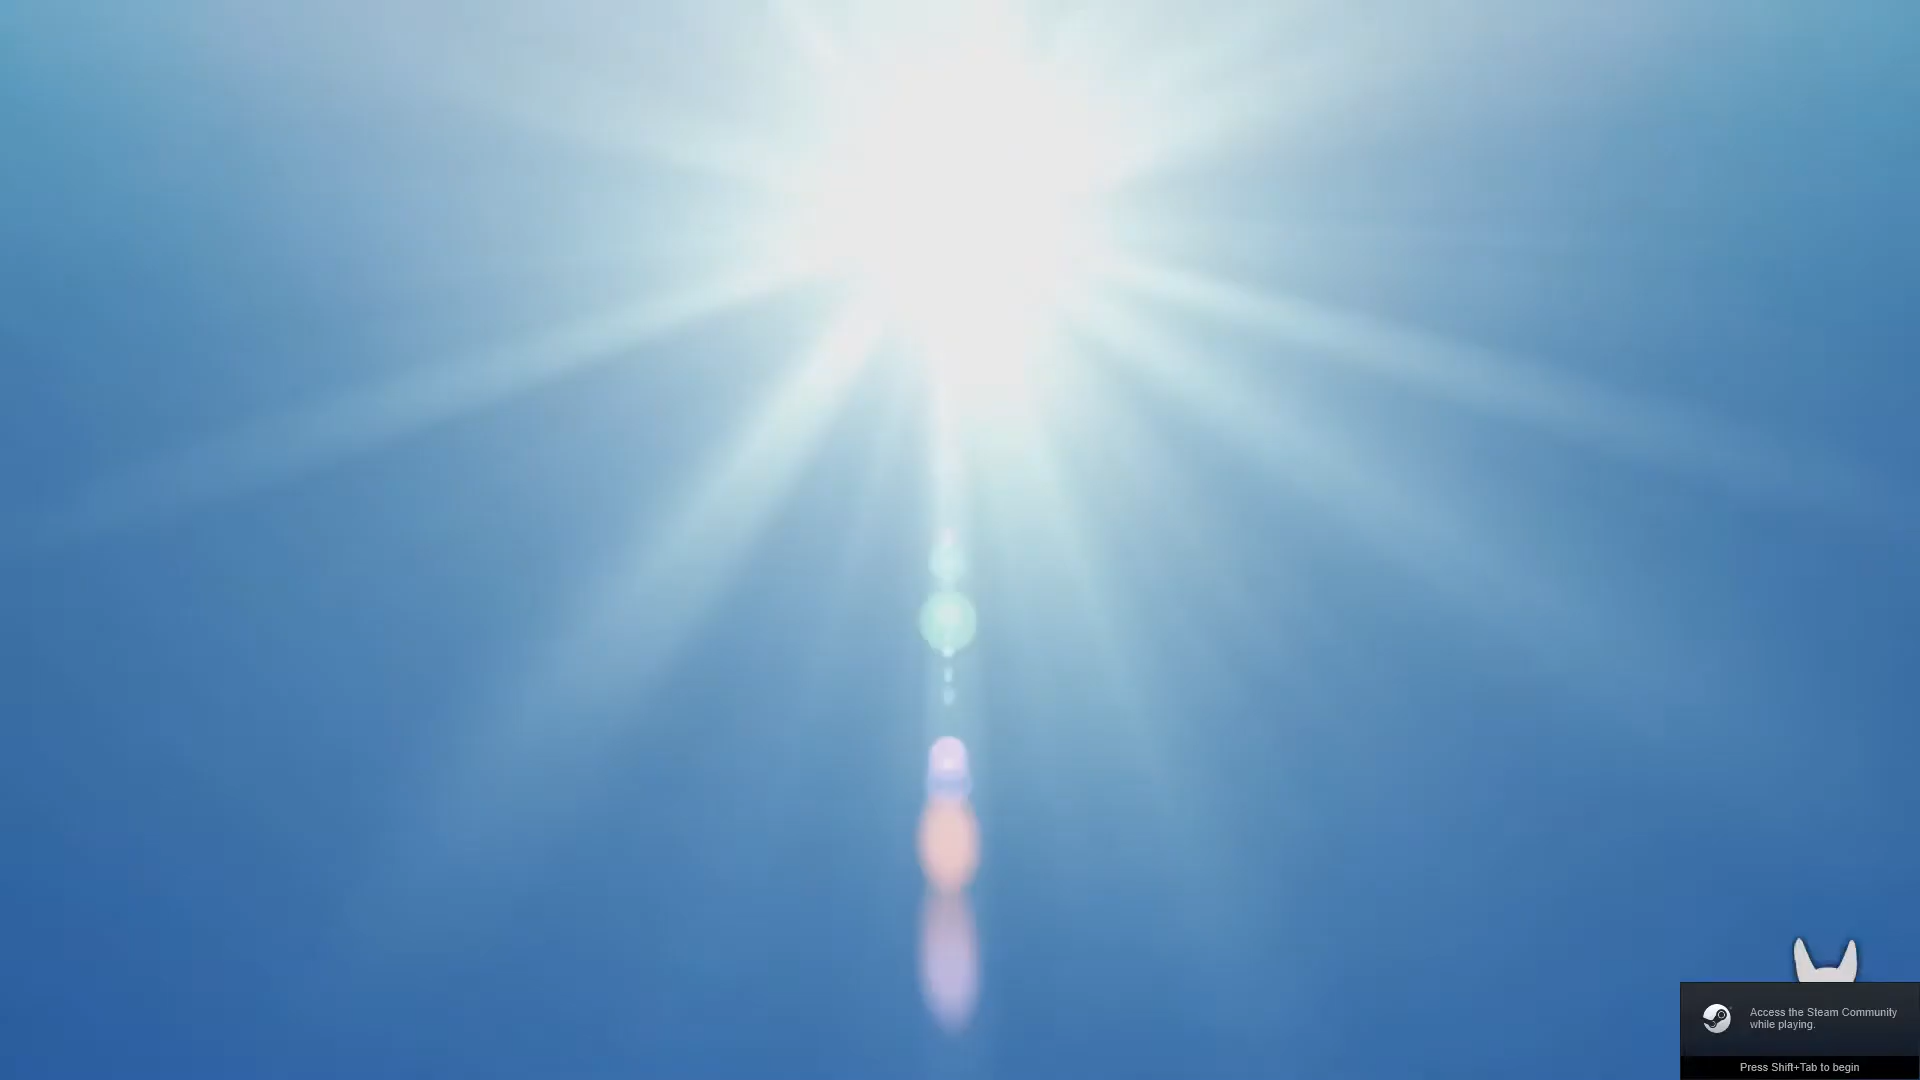 Access the Steam Community
while playing.
Press Shift+Tab to begin